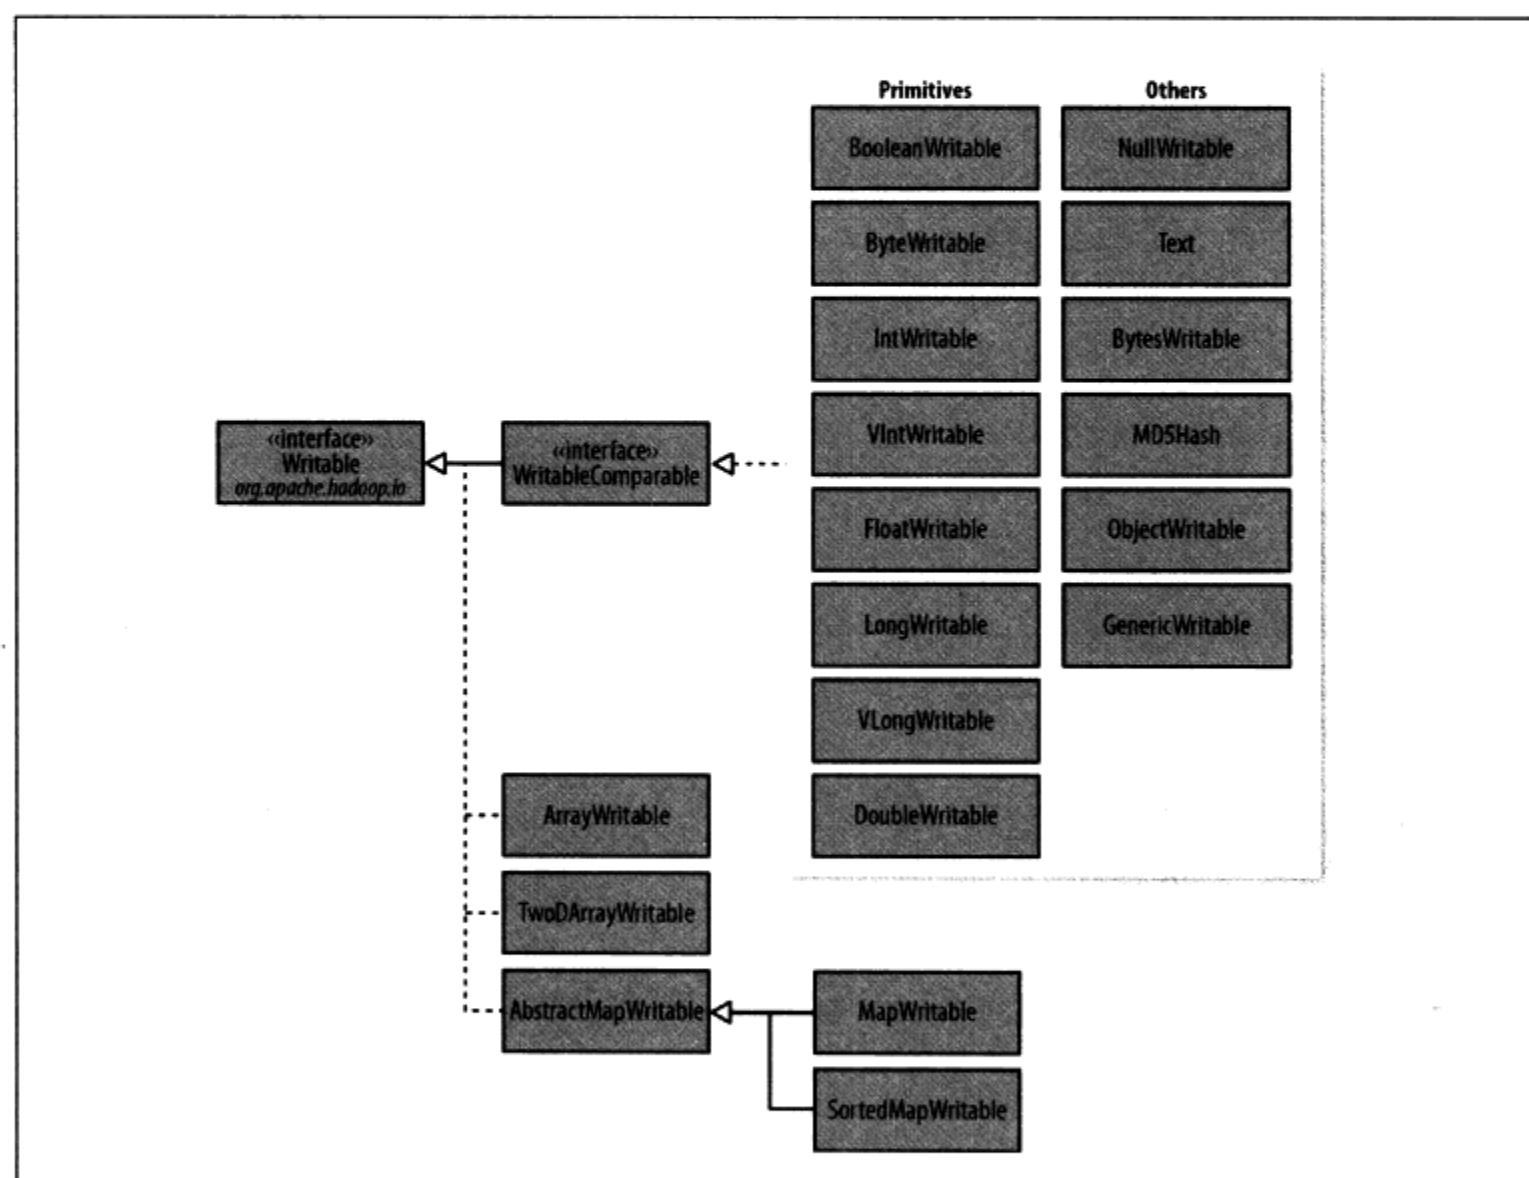 Primitives
Others
BooleanWritable
NullWritable
ByteWritable
Text
IntWritable
BytesWritable
«interface»
Writable
org.apache.hadoop.io
«interface»
WritableComparable
VIntWritable
MD5Hash
FloatWritable
ObjectWritable
LongWritable
GenericWritable
VLongWritable
ArrayWritable
DoubleWritable
TwoDArrayWritable
AbstractMapWritable
MapWritable
SortedMapWritable